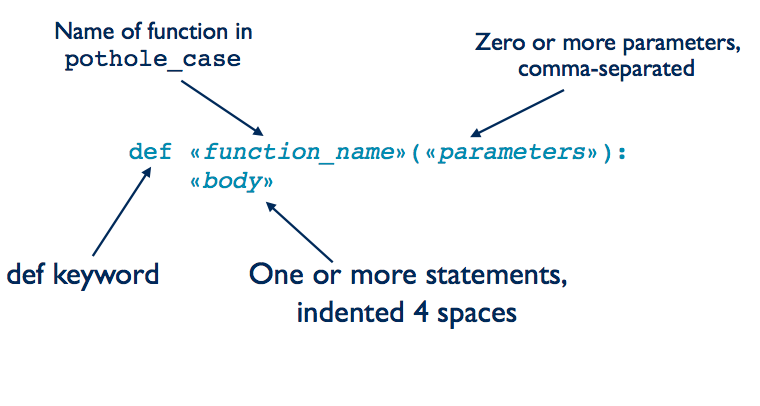 Name of function in
pothole_case
Zero or more parameters,
comma-separated
def «function_name»(«parameters»):
«body»
def keyword
One or more statements,
indented 4 spaces